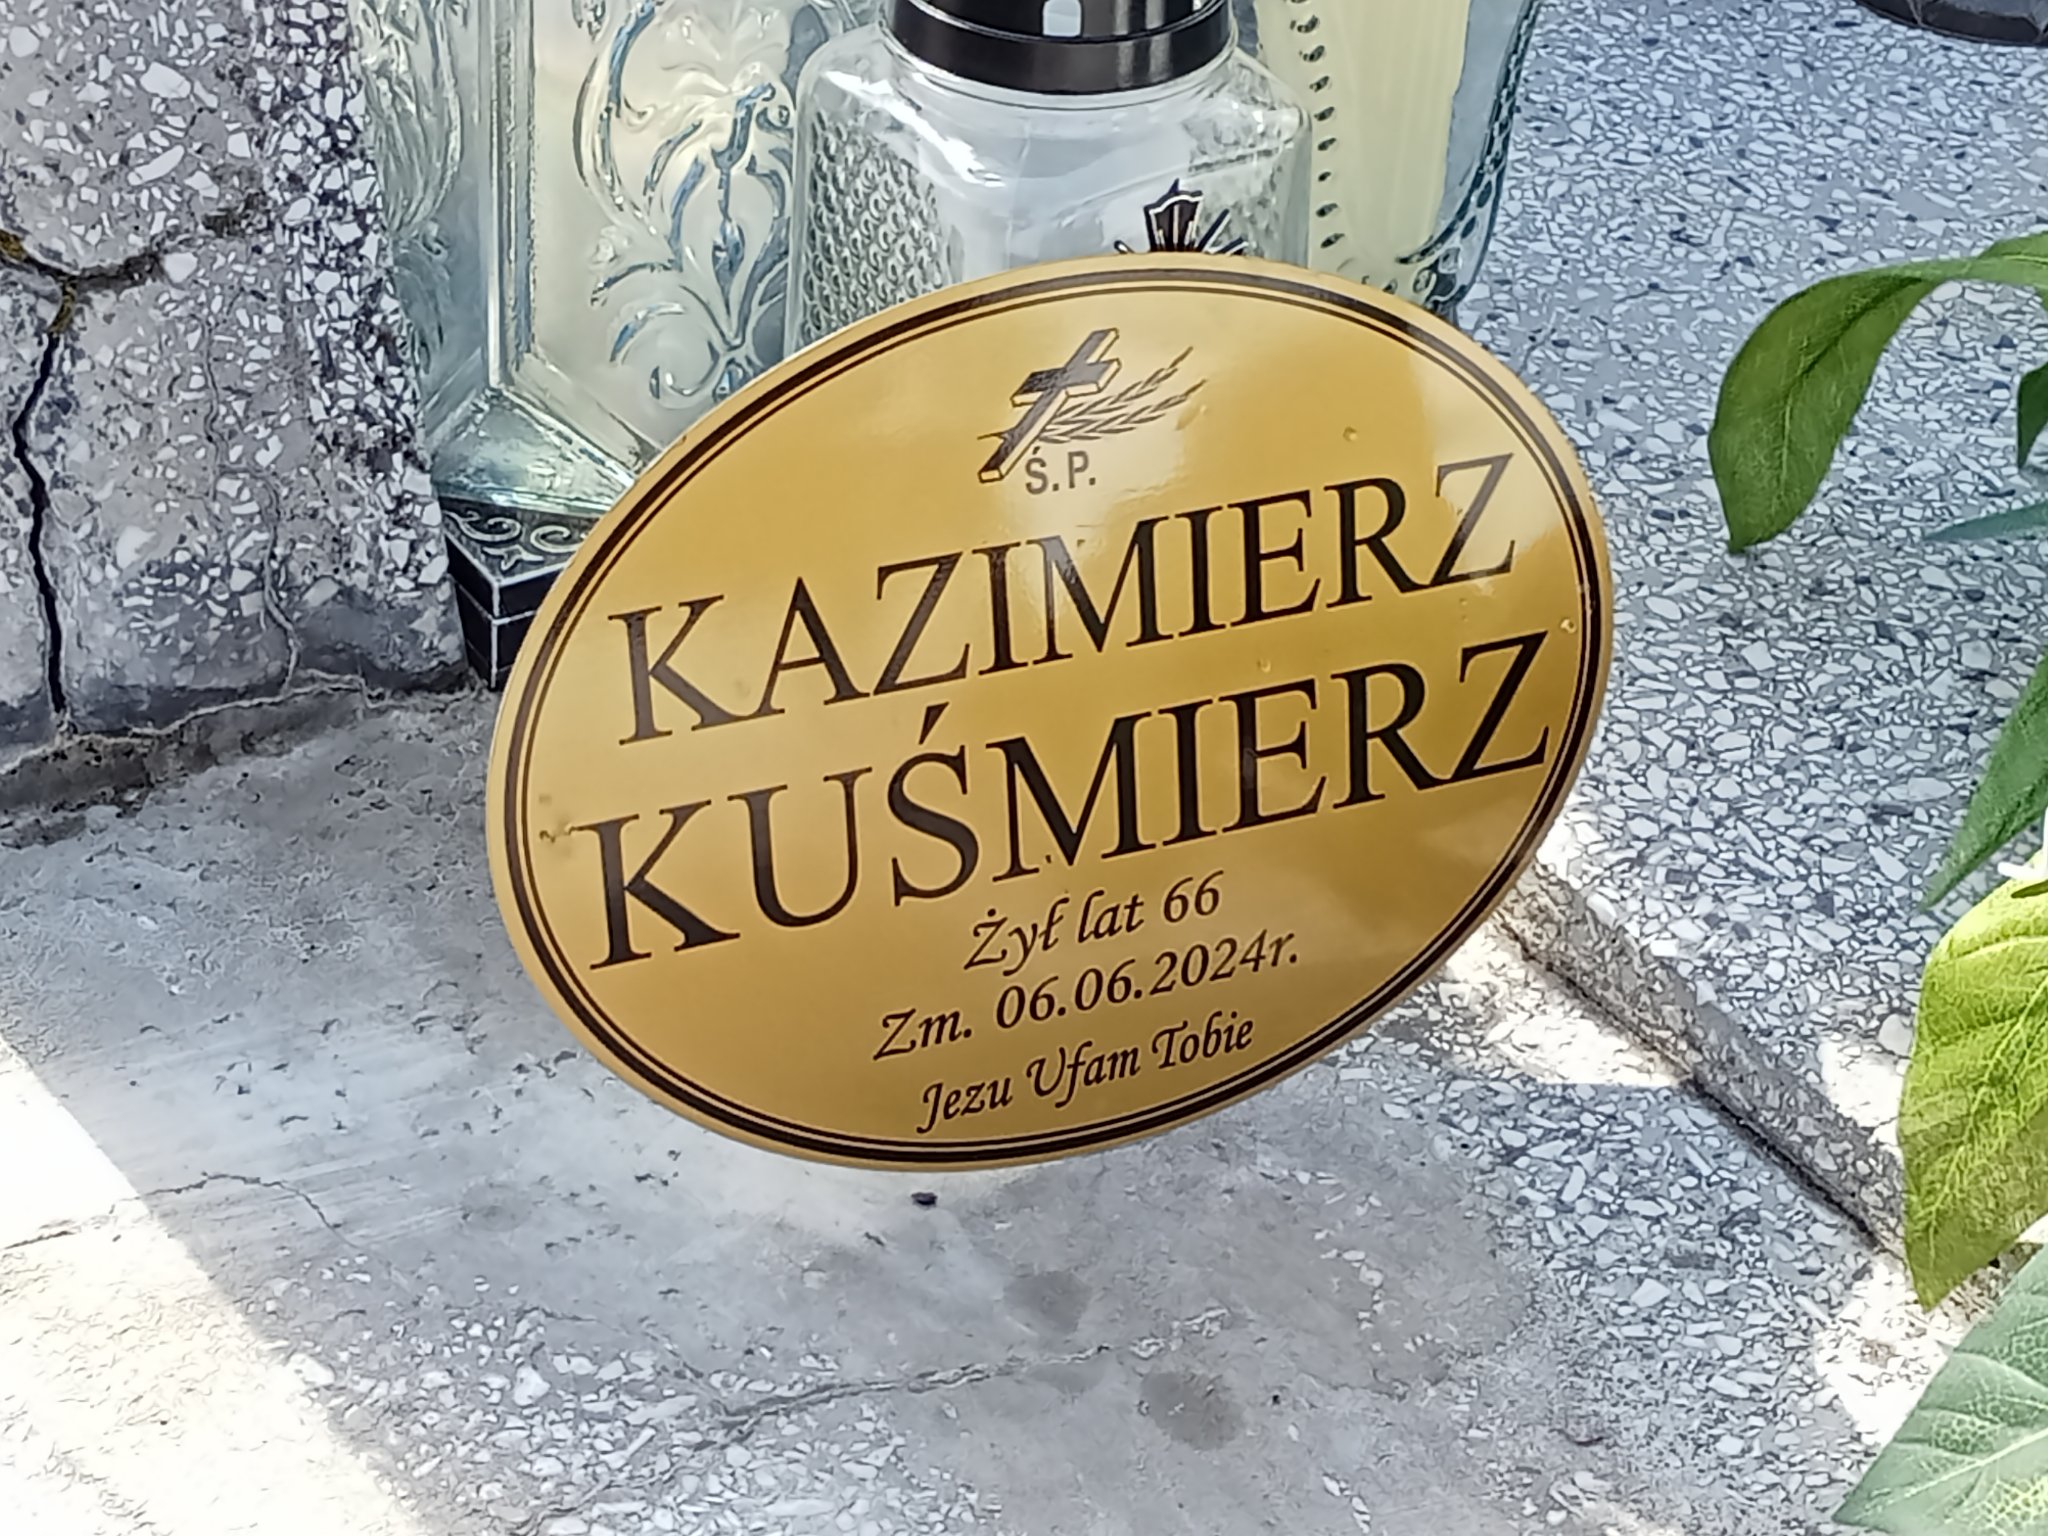 Ś.P.
KAZIMIERZ
KUŚMIERZ
Żył lat 66
Zm. 06.06.2024r.
Jezu Ufam Tobie